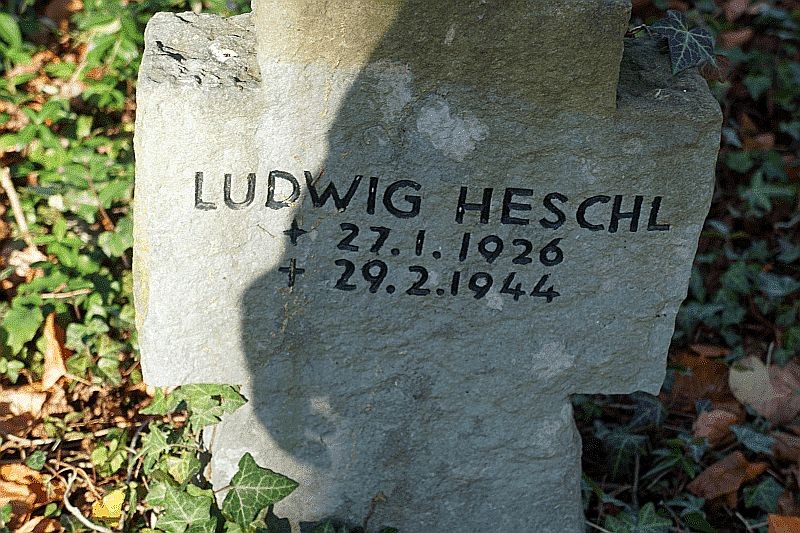 LUDWIG HESCHL
+ 27.1.1926
† 29.2.1944